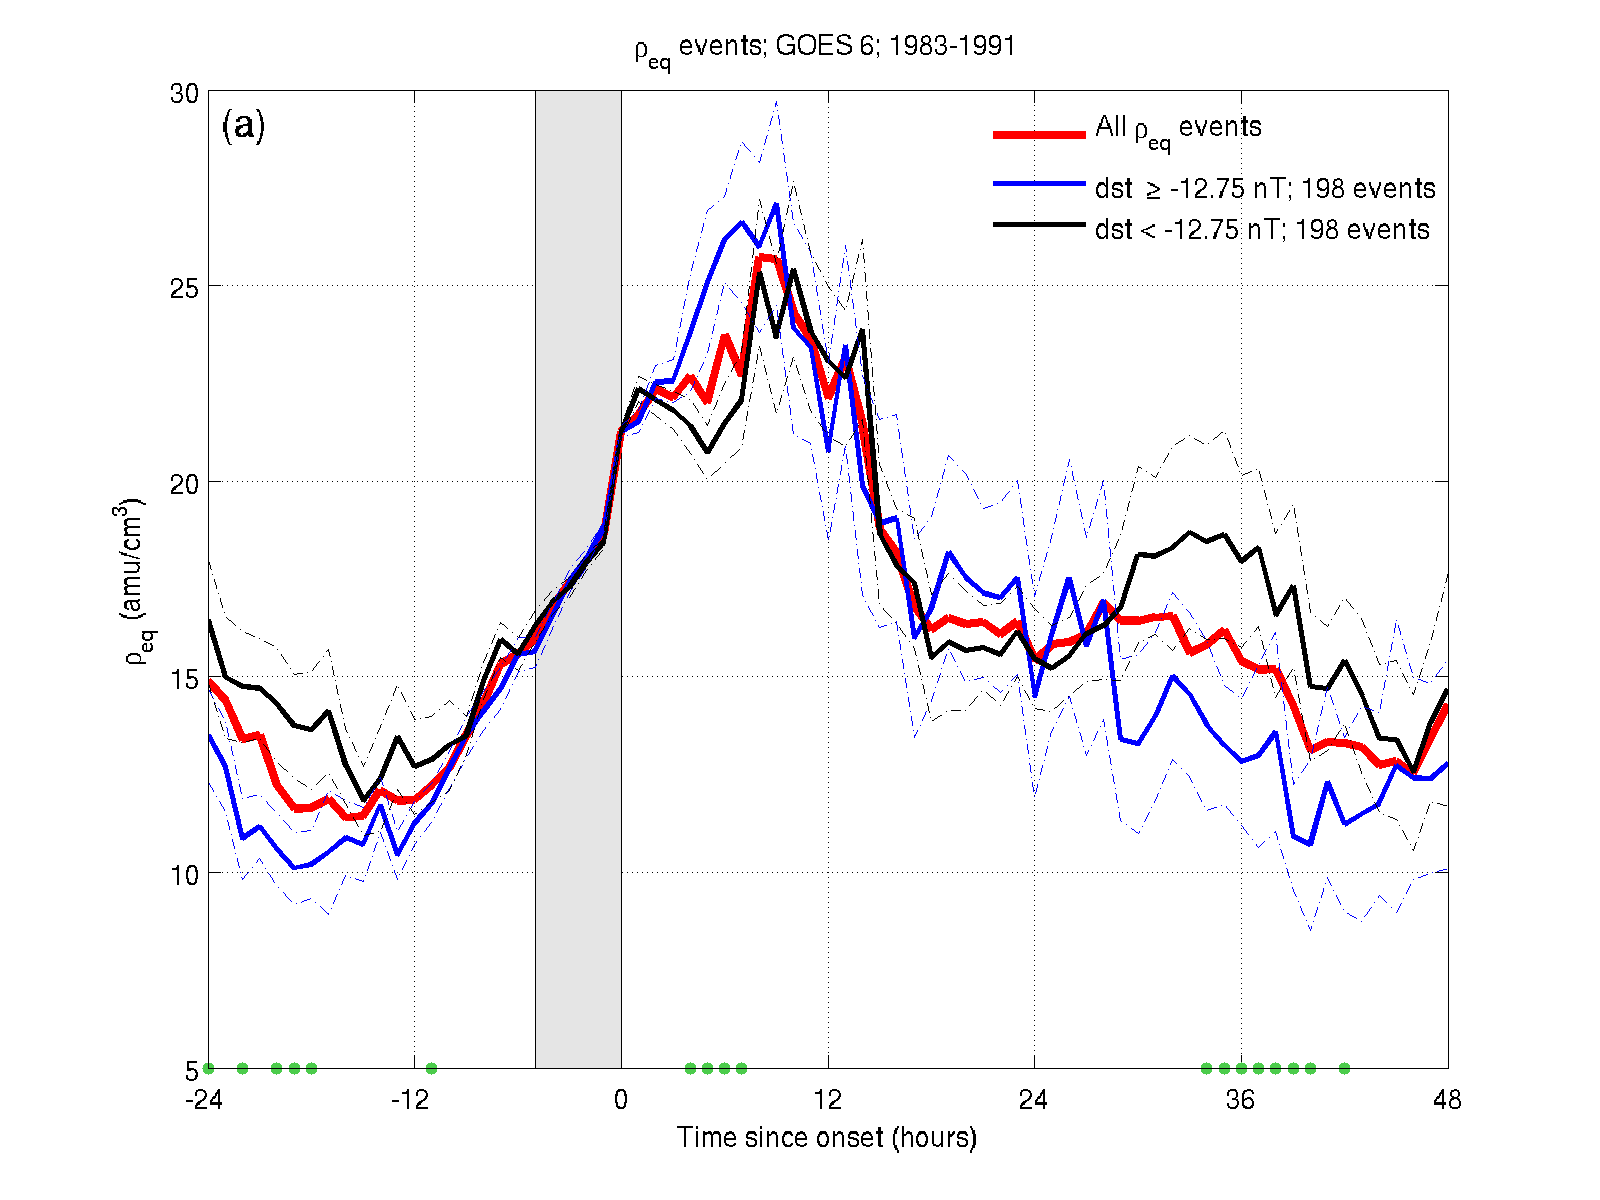 ρeq events; GOES 6; 1983-1991
(a)
All ρeq events
dst ≥ -12.75 nT; 198 events
dst < -12.75 nT; 198 events
30
25
20
15
10
5
ρeq (amu/cm³)
-24 -12 0 12 24 36 48
Time since onset (hours)